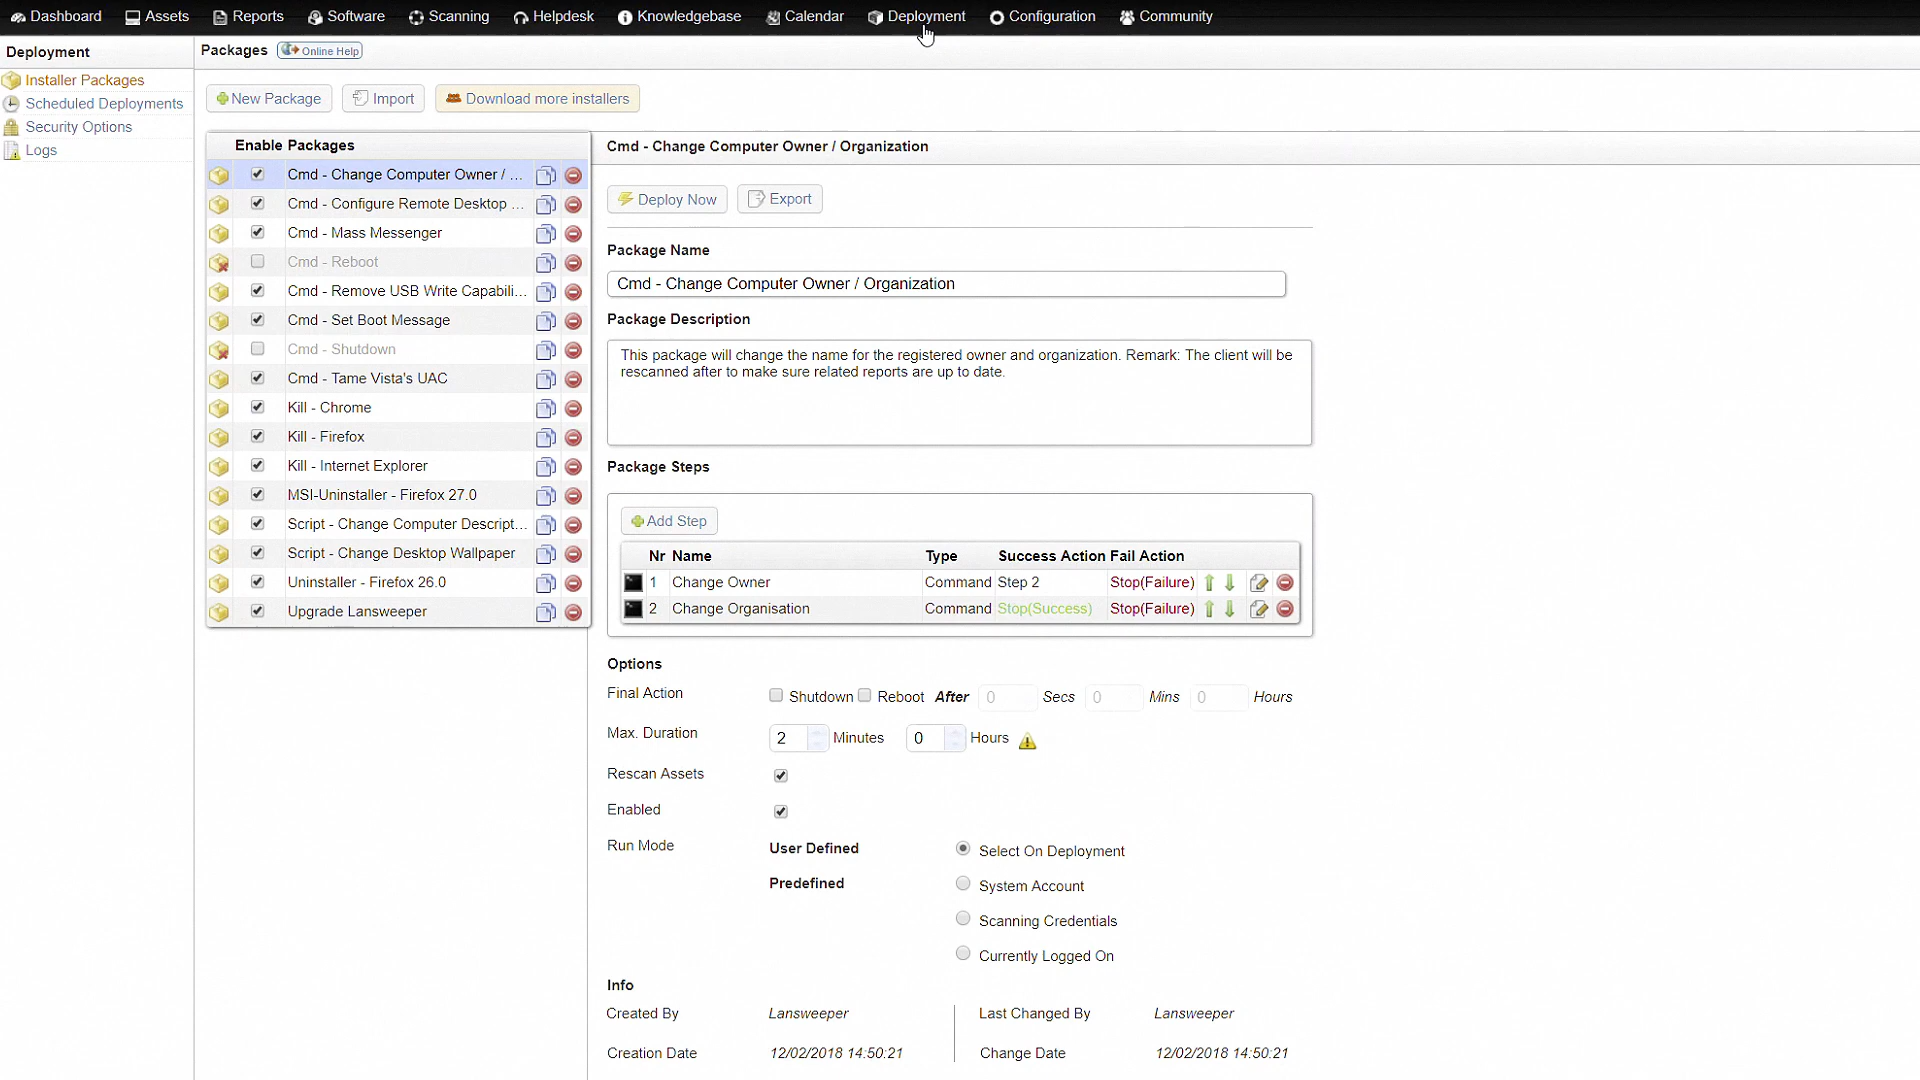 Dashboard Assets Reports Software Scanning Helpdesk Knowledgebase Calendar Deployment Configuration Community
Deployment
Installer Packages
Scheduled Deployments
Security Options
Logs
Packages Online Help
New Package Import Download more installers
Enable Packages
Cmd - Change Computer Owner / ...
Cmd - Configure Remote Desktop ...
Cmd - Mass Messenger
Cmd - Reboot
Cmd - Remove USB Write Capabili...
Cmd - Set Boot Message
Cmd - Shutdown
Cmd - Tame Vista's UAC
Kill - Chrome
Kill - Firefox
Kill - Internet Explorer
MSI-Uninstaller - Firefox 27.0
Script - Change Computer Descript...
Script - Change Desktop Wallpaper
Uninstaller - Firefox 26.0
Upgrade Lansweeper
Cmd - Change Computer Owner / Organization
Deploy Now Export
Package Name
Cmd - Change Computer Owner / Organization
Package Description
This package will change the name for the registered owner and organization. Remark: The client will be
rescanned after to make sure related reports are up to date.
Package Steps
Add Step
Nr Name Type Success Action Fail Action
1 Change Owner Command Step 2 Stop(Failure)
2 Change Organisation Command Stop(Success) Stop(Failure)
Options
Final Action Shutdown Reboot After 0 Secs 0 Mins 0 Hours
Max. Duration 2 Minutes 0 Hours
Rescan Assets
Enabled
Run Mode User Defined Select On Deployment
Predefined System Account
Scanning Credentials
Currently Logged On
Info
Created By Lansweeper Last Changed By Lansweeper
Creation Date 12/02/2018 14:50:21 Change Date 12/02/2018 14:50:21